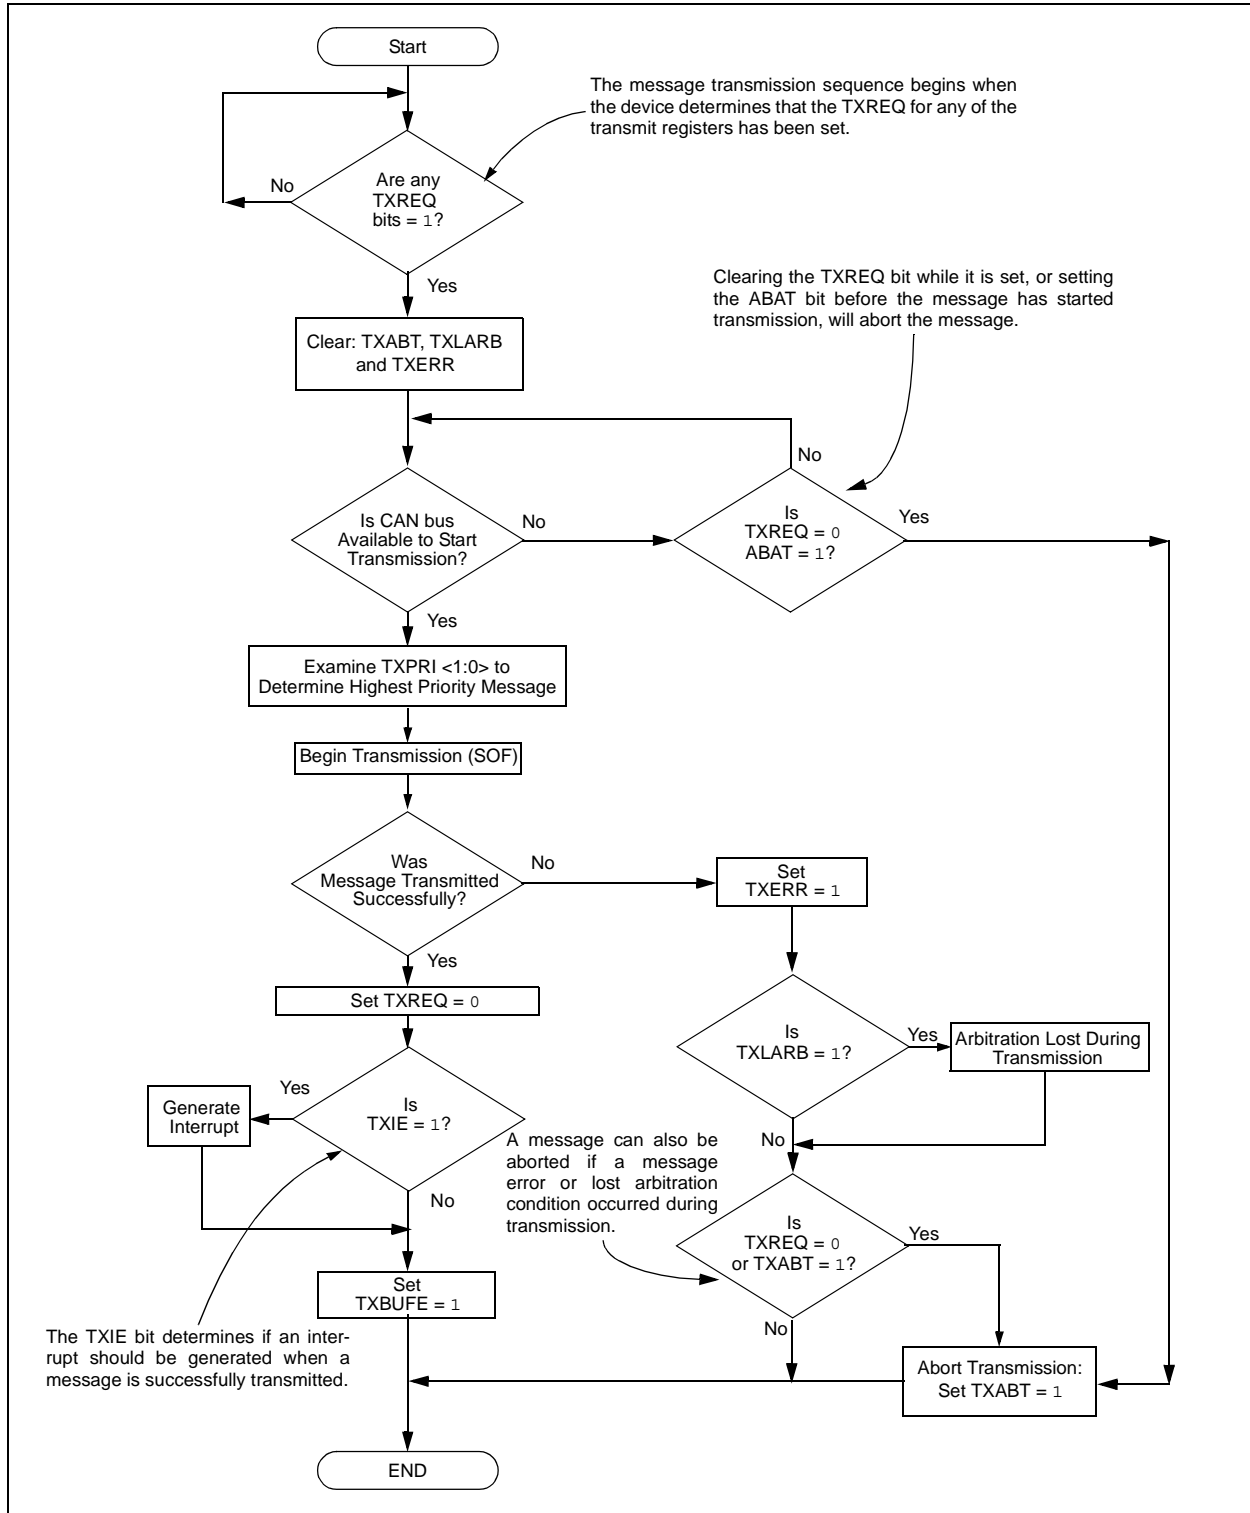 Start
The message transmission sequence begins when
the device determines that the TXREQ for any of the
transmit registers has been set.
No
Are any
TXREQ
bits = 1?
Yes
Clearing the TXREQ bit while it is set, or setting
the ABAT bit before the message has started
transmission, will abort the message.
Clear: TXABT, TXLARB
and TXERR
No
Is CAN bus
Available to Start
Transmission?
No
Is
TXREQ = 0
ABAT = 1?
Yes
Yes
Examine TXPRI <1:0> to
Determine Highest Priority Message
Begin Transmission (SOF)
Was
Message Transmitted
Successfully?
No
Set
TXERR = 1
Yes
Set TXREQ = 0
Is
TXLARB = 1?
Yes
Arbitration Lost During
Transmission
Yes
Generate
Interrupt
Is
TXIE = 1?
No
A message can also be
aborted if a message
error or lost arbitration
condition occurred during
transmission.
No
Is
TXREQ = 0
or TXABT = 1?
Yes
Set
TXBUFE = 1
No
The TXIE bit determines if an inter-
rupt should be generated when a
message is successfully transmitted.
Abort Transmission:
Set TXABT = 1
END